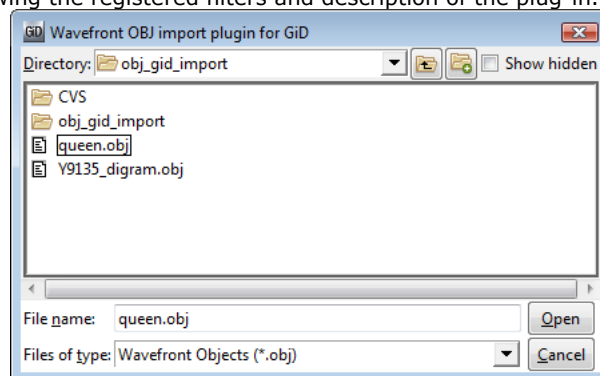 wing the registered filters and description of the plug-in.
GiD Wavefront OBJ import plugin for GiD
Directory: obj_gid_import Show hidden
CVS
obj_gid_import
queen.obj
Y9135_digram.obj
File name: queen.obj Open
Files of type: Wavefront Objects (*.obj) Cancel